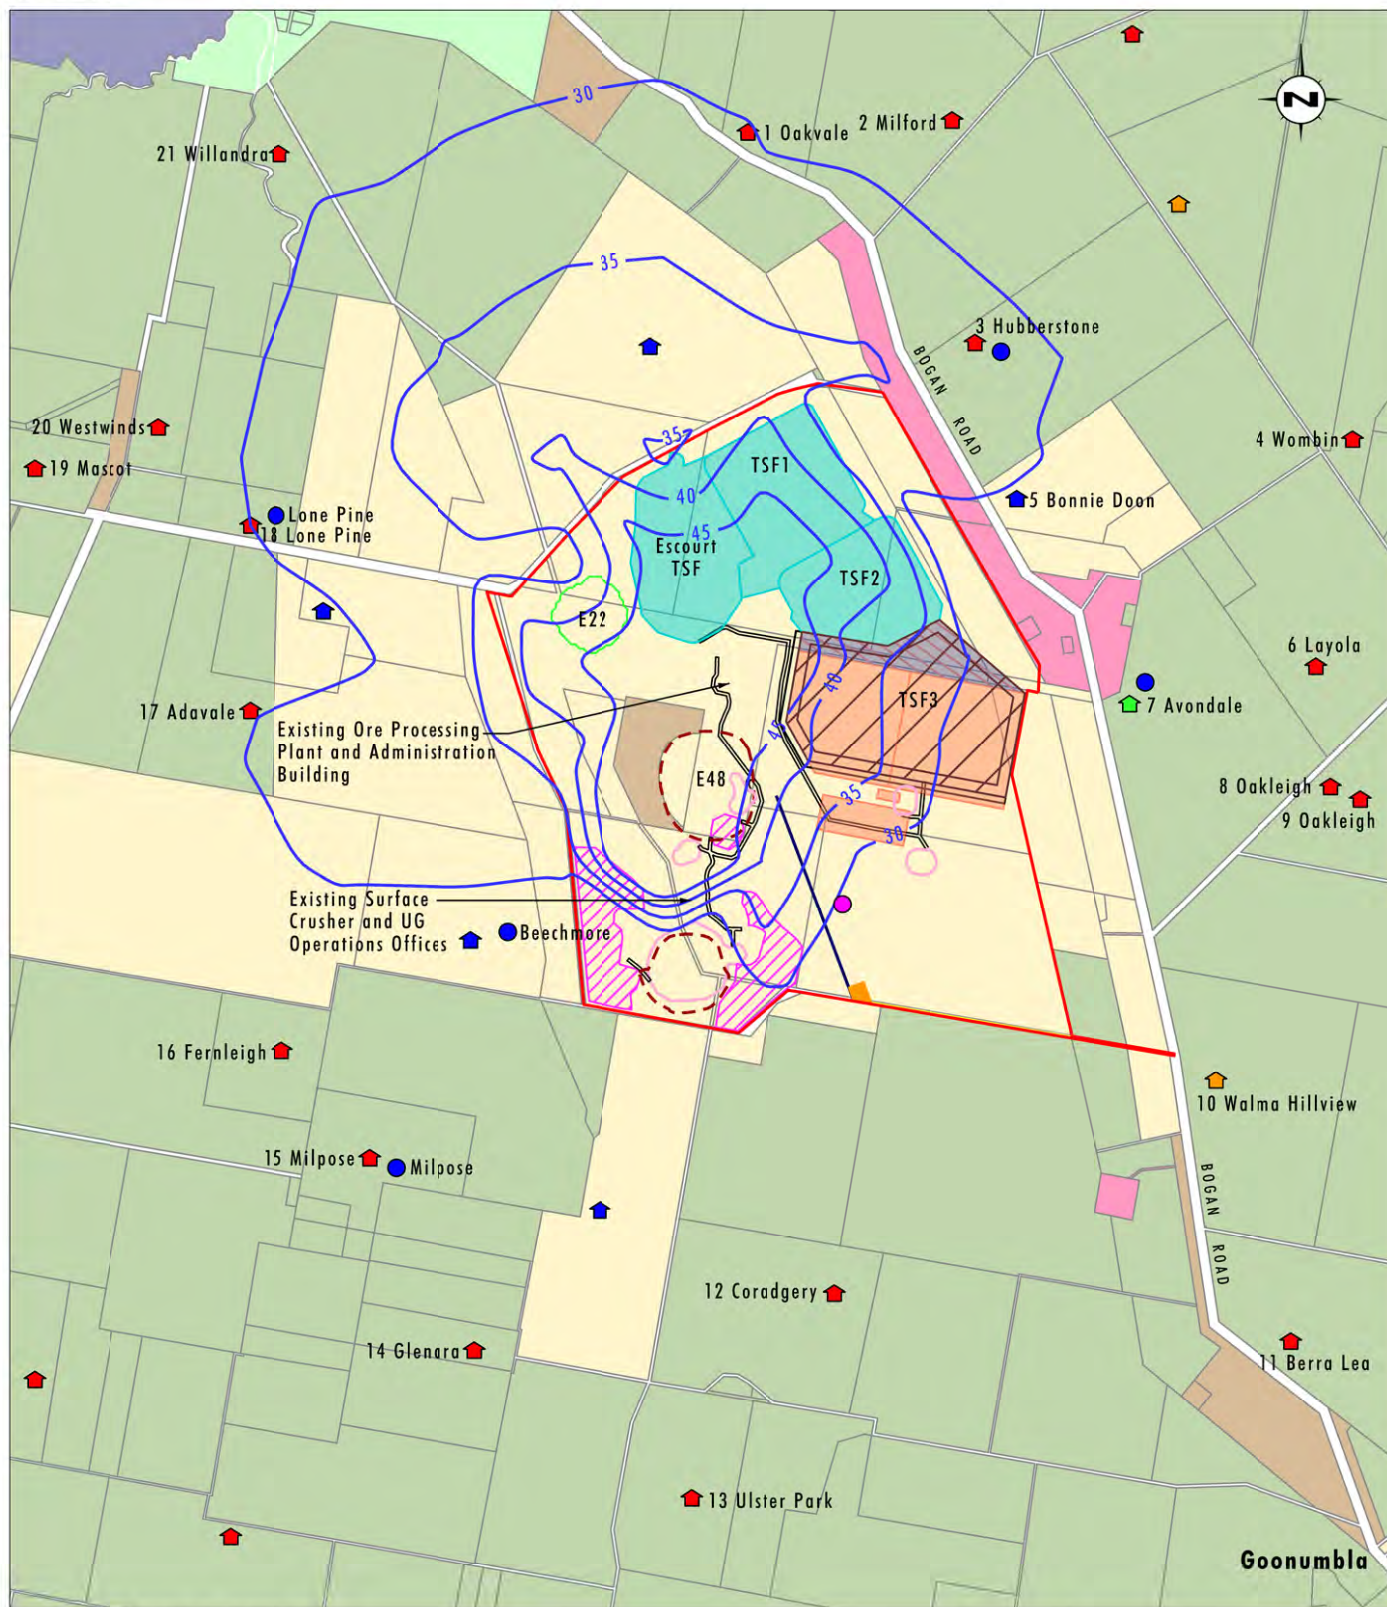 30
N
1 Oakvale
2 Milford
21 Willandra
35
3 Hubberstone
BOGAN
ROAD
20 Westwinds
19 Mascot
35
TSF1
4 Wombin
40
5 Bonnie Doon
Lone Pine
18 Lone Pine
45
Escourt
TSF
TSF2
E22
6 Layola
40
TSF3
7 Avondale
17 Adavale
45
Existing Ore Processing
Plant and Administration
Building
E48
35
8 Oakleigh
9 Oakleigh
30
Existing Surface
Crusher and UG
Operations Offices
Beechmore
16 Fernleigh
10 Walma Hillview
15 Milpose
Milpose
BOGAN
ROAD
12 Coradgery
14 Glenara
11 Berra Lea
13 Ulster Park
Goonumbla